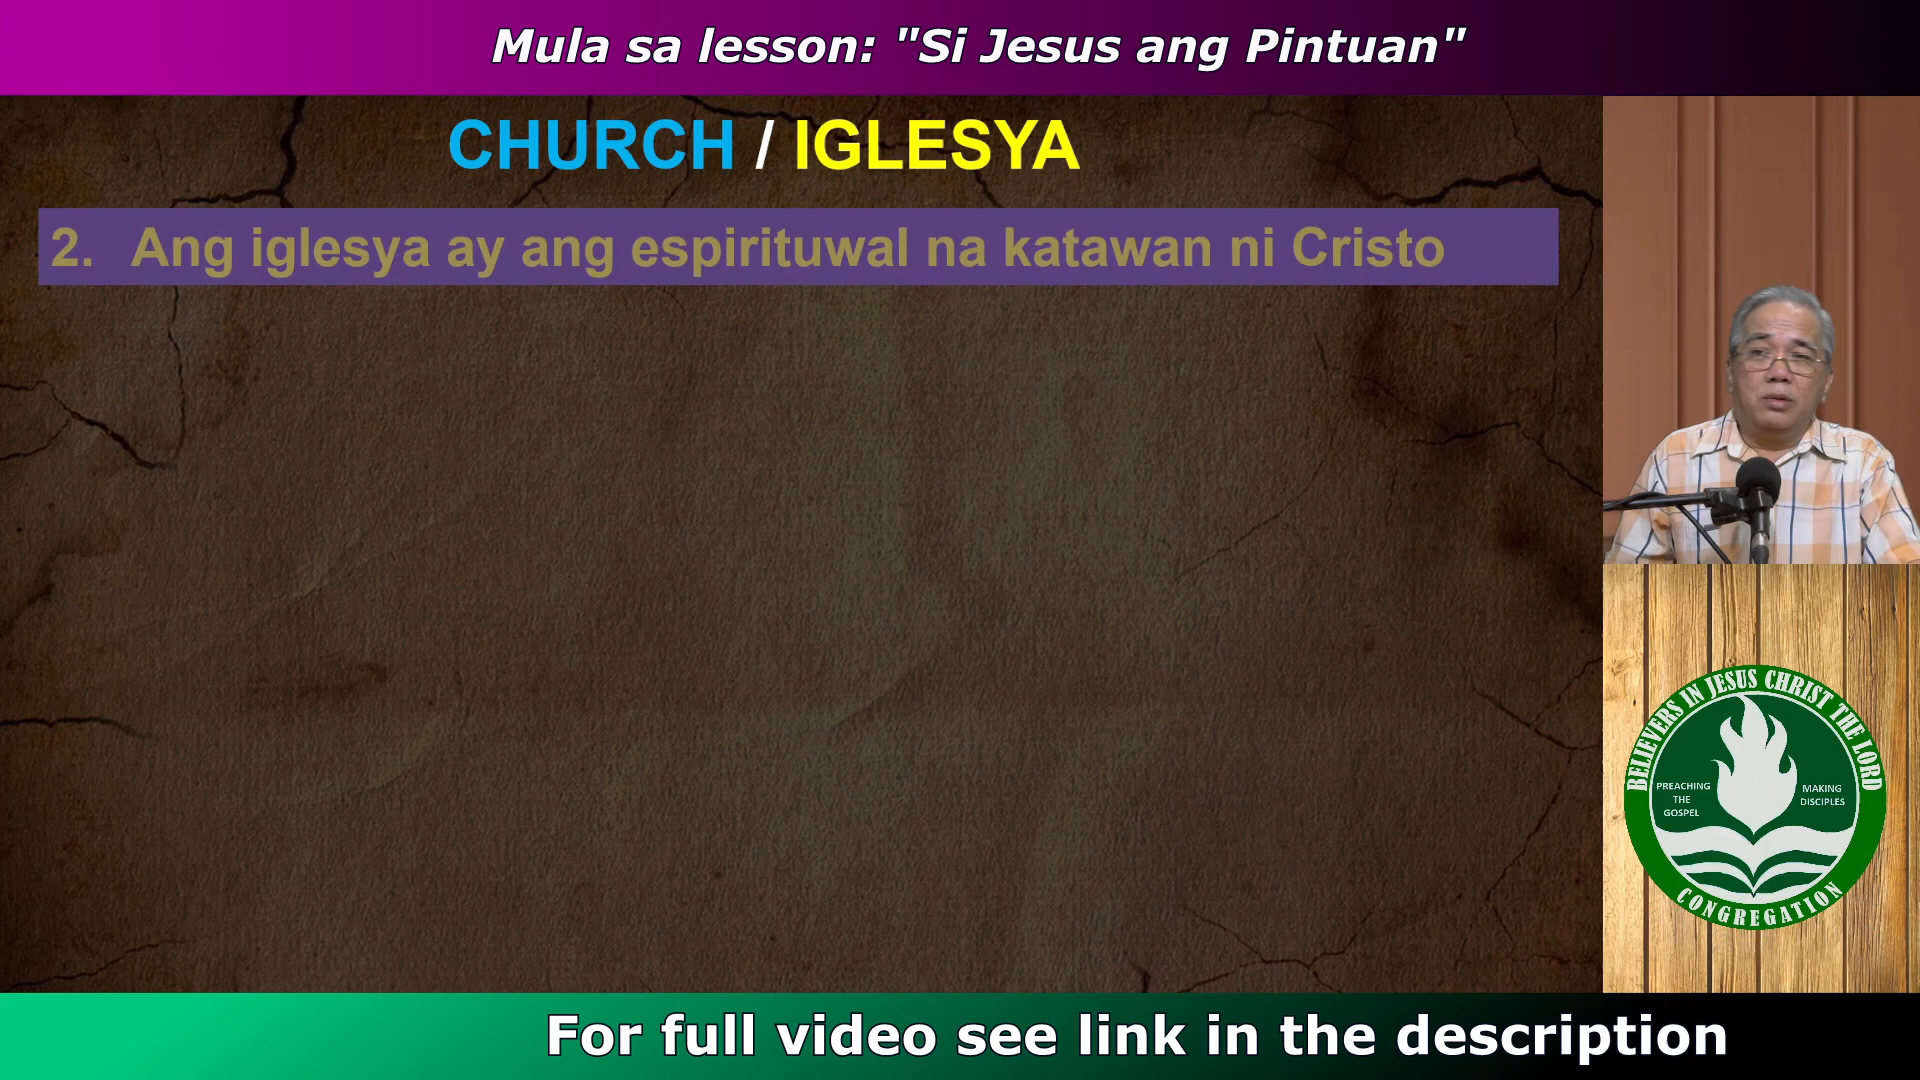 Mula sa lesson: "Si Jesus ang Pintuan"
CHURCH / IGLESYA
2. Ang iglesya ay ang espirituwal na katawan ni Cristo
BELIEVERS IN JESUS CHRIST THE LORD
PREACHING
THE
GOSPEL
MAKING
DISCIPLES
CONGREGATION
For full video see link in the description